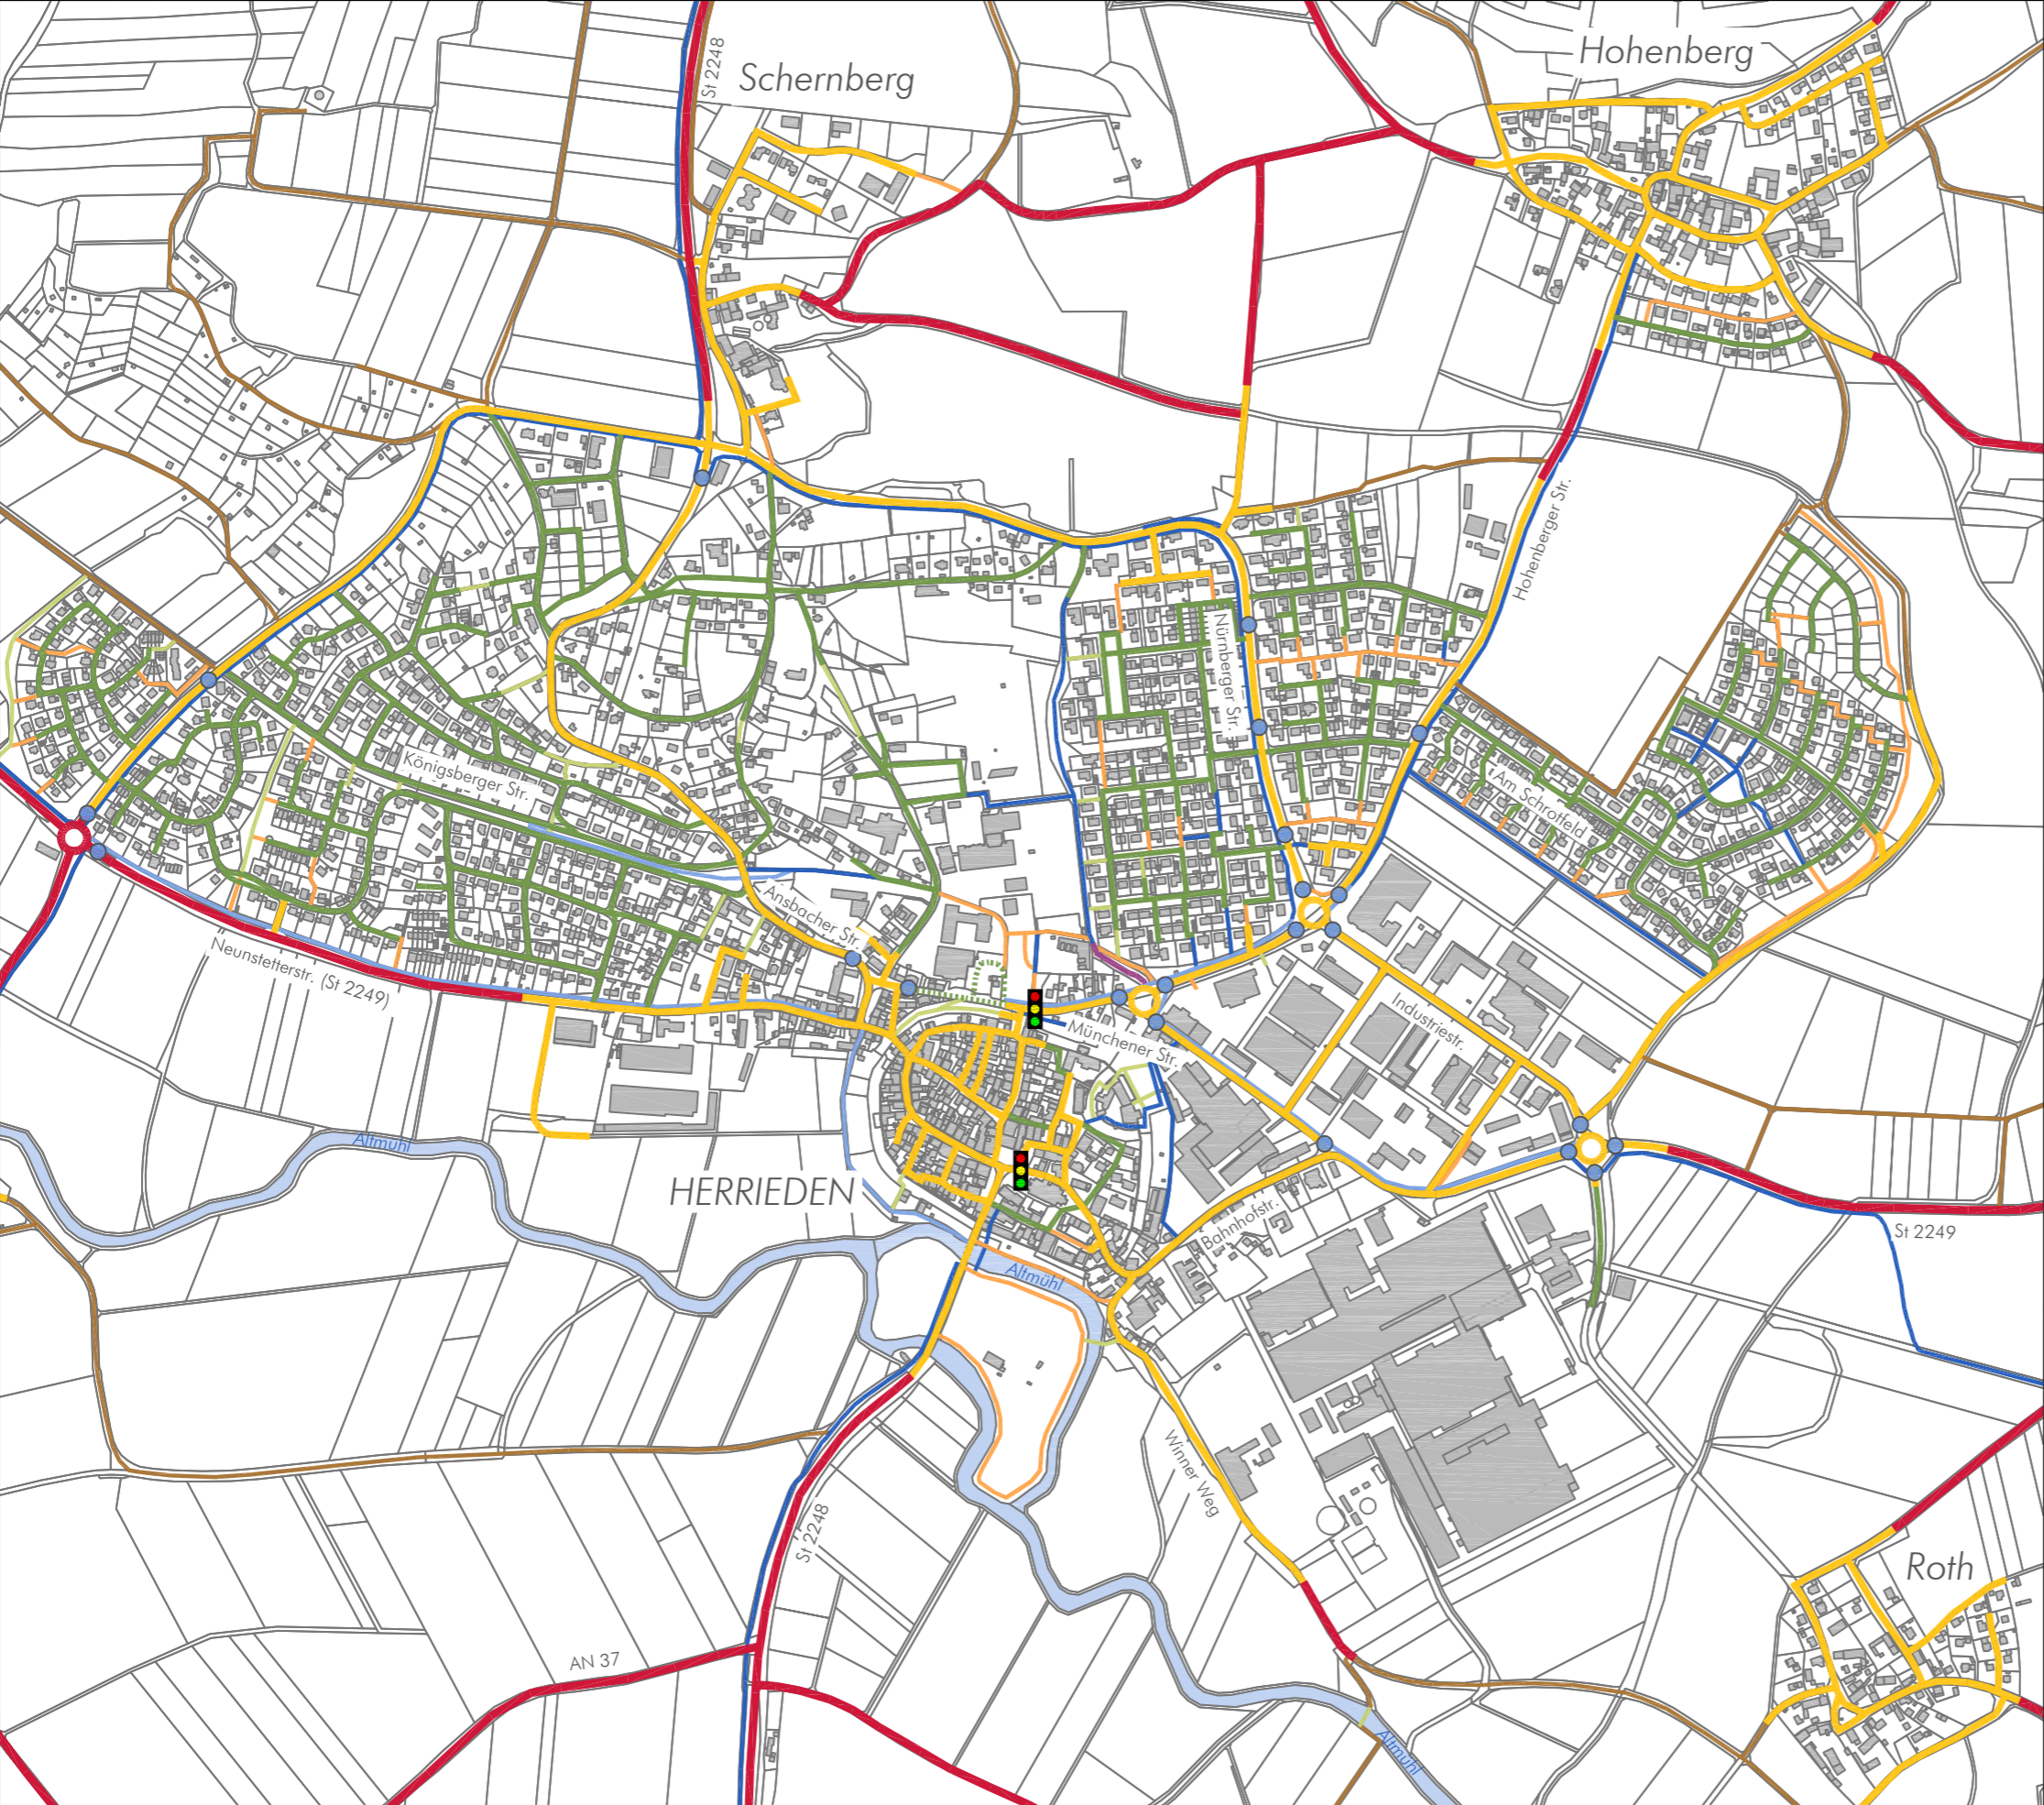 Hohenberg
St 2248
Schernberg
Hohenberger Str.
Nürnberger Str.
Königsberger Str.
Am Schrotfeld
Ansbacher Str.
Neunstetterstr. (St 2249)
Industriestr.
Münchener Str.
Altmühl
HERRIEDEN
Bahnhofstr.
St 2249
Altmühl
Winner Weg
St 2248
Roth
AN 37
Altmühl